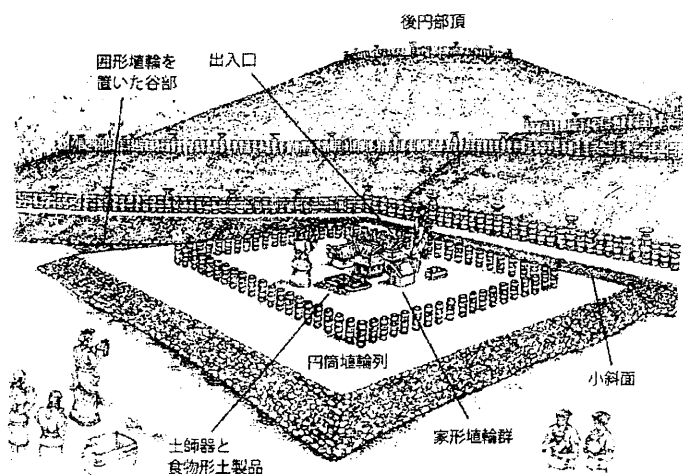 後円部頂
囲形埴輪を
置いた谷部
出入口
円筒埴輪列
小斜面
家形埴輪群
土師器と
食物形土製品